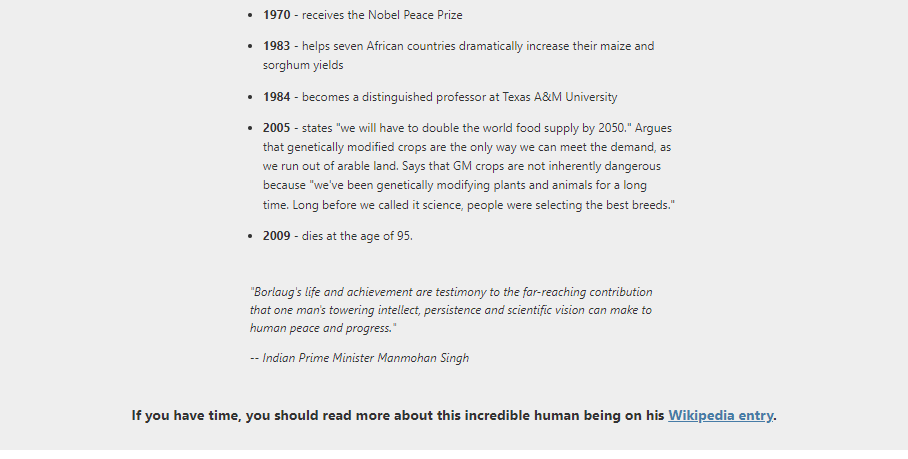 1970 - receives the Nobel Peace Prize
1983 - helps seven African countries dramatically increase their maize and
sorghum yields
1984 - becomes a distinguished professor at Texas A&M University
2005 - states "we will have to double the world food supply by 2050." Argues
that genetically modified crops are the only way we can meet the demand, as
we run out of arable land. Says that GM crops are not inherently dangerous
because "we've been genetically modifying plants and animals for a long
time. Long before we called it science, people were selecting the best breeds."
2009 - dies at the age of 95.
"Borlaug's life and achievement are testimony to the far-reaching contribution
that one man's towering intellect, persistence and scientific vision can make to
human peace and progress."
-- Indian Prime Minister Manmohan Singh
If you have time, you should read more about this incredible human being on his Wikipedia entry.